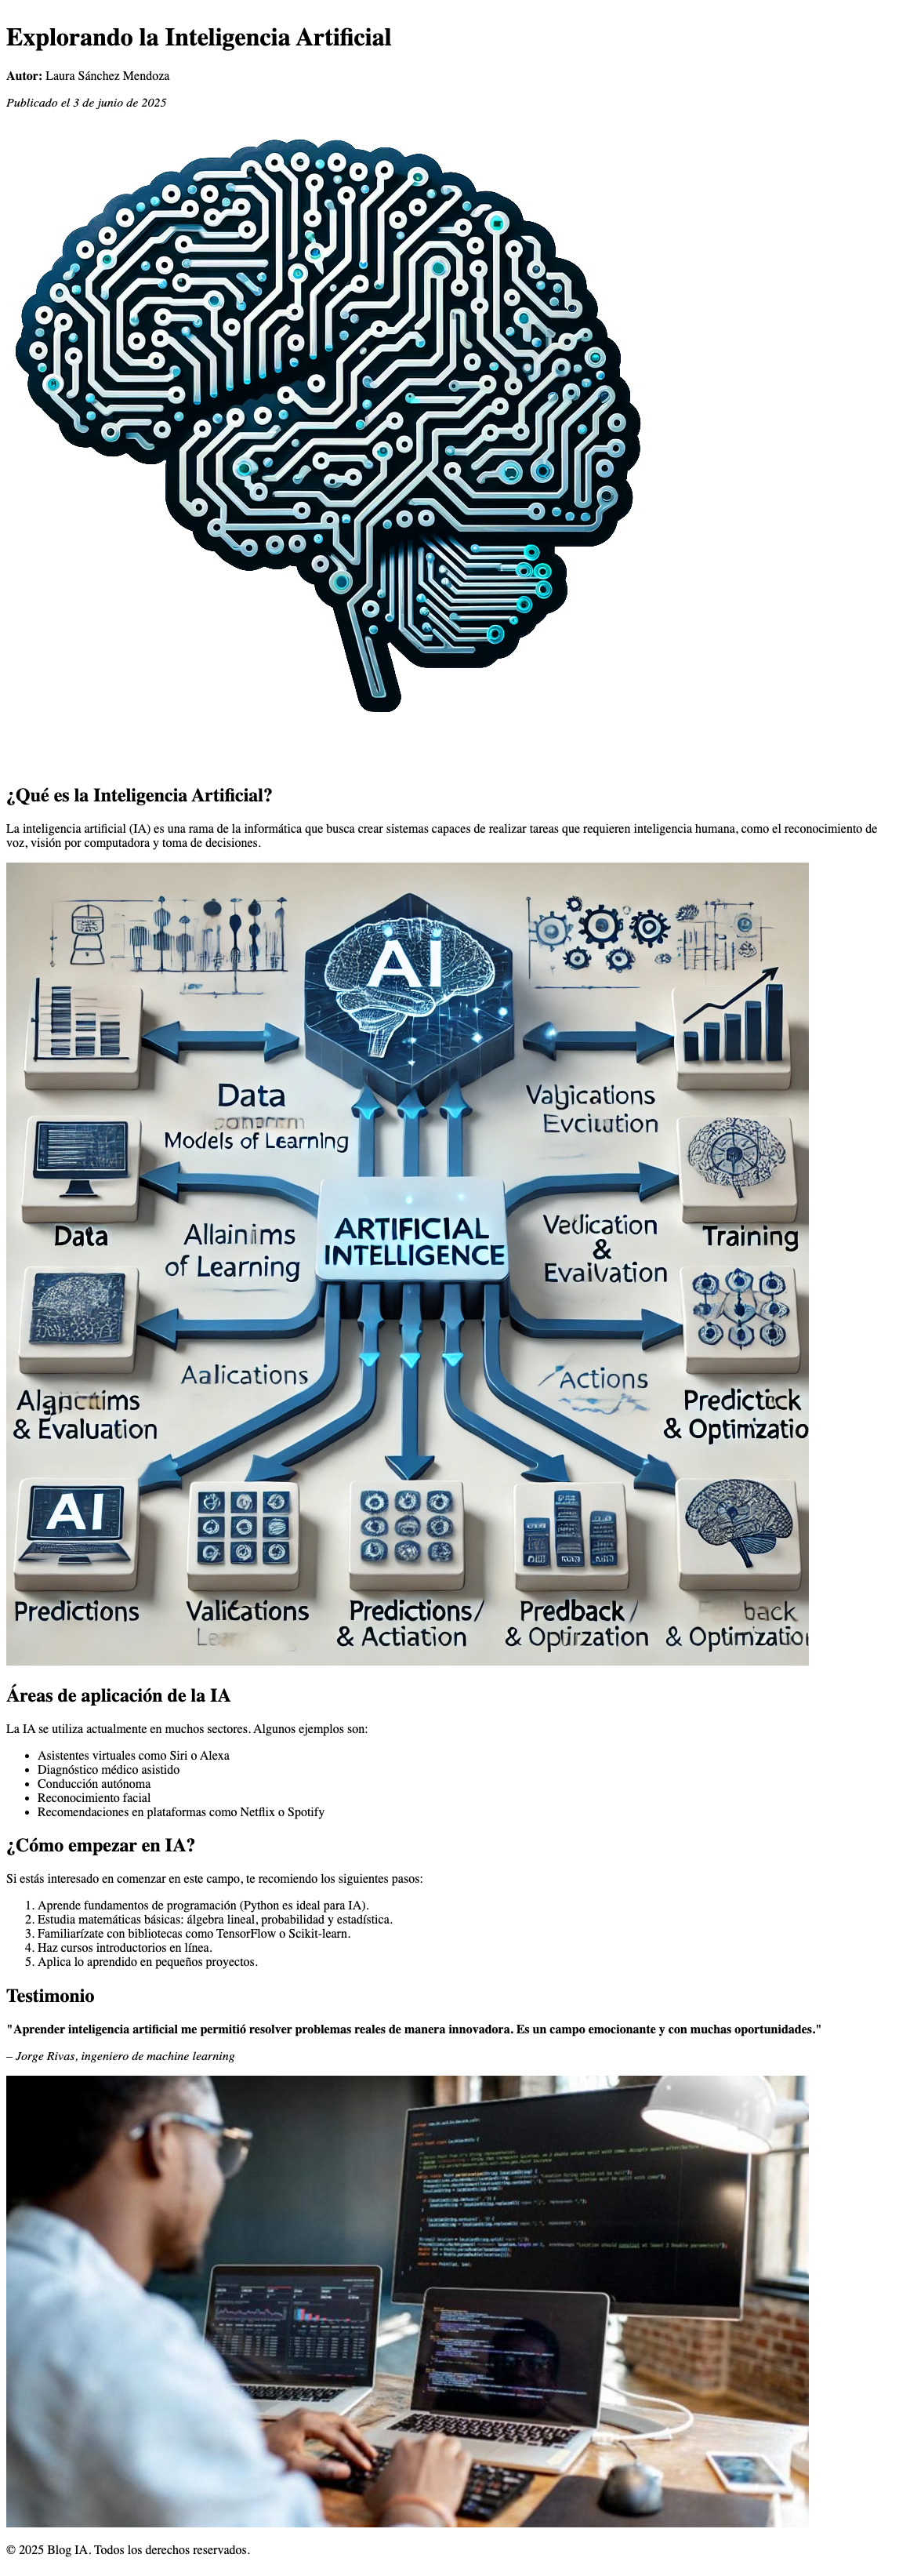 Explorando la Inteligencia Artificial
Autor: Laura Sánchez Mendoza
Publicado el 3 de junio de 2025
¿Qué es la Inteligencia Artificial?
La inteligencia artificial (IA) es una rama de la informática que busca crear sistemas capaces de realizar tareas que requieren inteligencia humana, como el reconocimiento de
voz, visión por computadora y toma de decisiones.
AI
Data
Models of Learning
Valgications
Evciutation
Data
Allainims
of Learning
ARTIFICIAL
INTELLIGENCE
Vedication
&
Evaivation
Training
Aalications
Actions
& Evaluation
Predictick
& Optimzatio
AI
Predictions
Valications
Predictions/
& Actiation
Predback /
& Optirzation
back
& Optimzatior
Áreas de aplicación de la IA
La IA se utiliza actualmente en muchos sectores. Algunos ejemplos son:
• Asistentes virtuales como Siri o Alexa
• Diagnóstico médico asistido
• Conducción autónoma
• Reconocimiento facial
• Recomendaciones en plataformas como Netflix o Spotify
¿Cómo empezar en IA?
Si estás interesado en comenzar en este campo, te recomiendo los siguientes pasos:
1. Aprende fundamentos de programación (Python es ideal para IA).
2. Estudia matemáticas básicas: álgebra lineal, probabilidad y estadística.
3. Familiarízate con bibliotecas como TensorFlow o Scikit-learn.
4. Haz cursos introductorios en línea.
5. Aplica lo aprendido en pequeños proyectos.
Testimonio
"Aprender inteligencia artificial me permitió resolver problemas reales de manera innovadora. Es un campo emocionante y con muchas oportunidades."
– Jorge Rivas, ingeniero de machine learning
© 2025 Blog IA. Todos los derechos reservados.